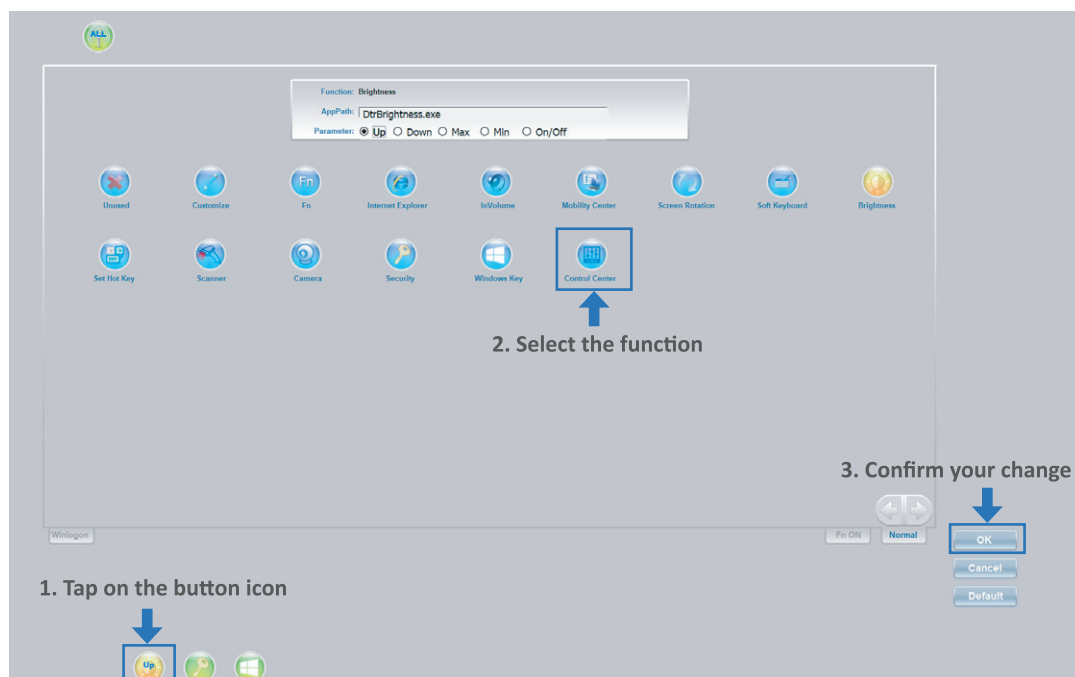 ALL
Function: Brightness
AppPath: DtrBrightness.exe
Parameter: Up Down Max Min On/Off
Fn
Unused Customize Fn Internet Explorer InVolume Mobility Center Screen Rotation Soft Keyboard Brightness
Set Hot Key Scanner Camera Security Windows Key Control Center
2. Select the function
3. Confirm your change
Winlogon Fn ON Normal
OK
Cancel
Default
1. Tap on the button icon
Up